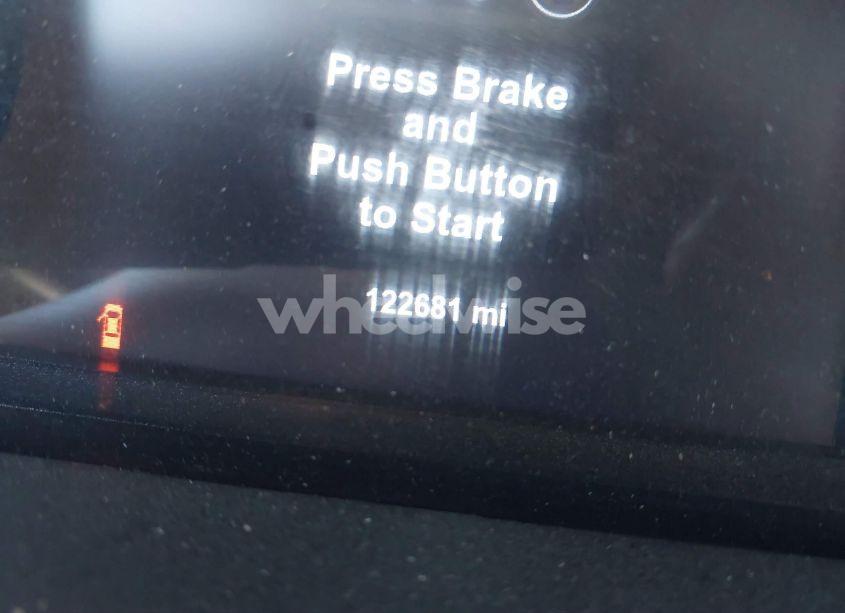 Press Brake
and
Push Button
to Start
122681 mi
wheelwise